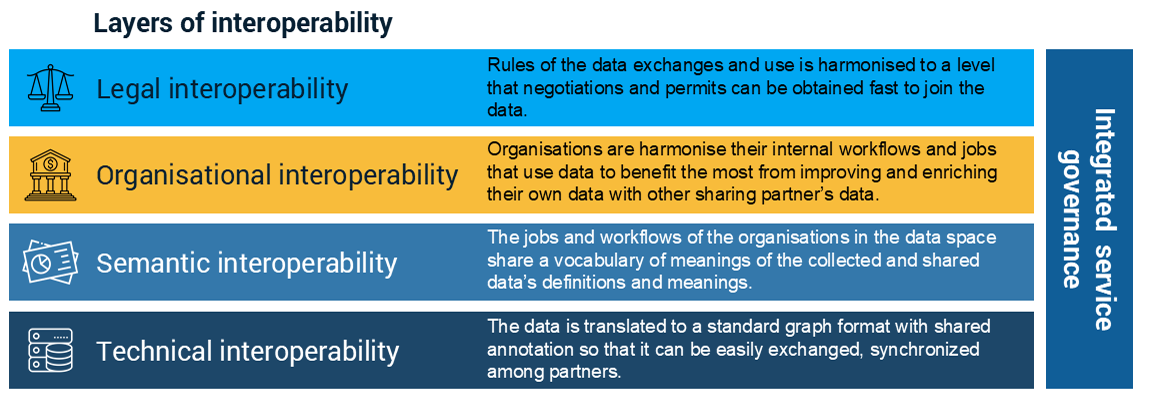 Layers of interoperability
Legal interoperability
Rules of the data exchanges and use is harmonised to a level
that negotiations and permits can be obtained fast to join the
data.
Organisational interoperability
Organisations are harmonise their internal workflows and jobs
that use data to benefit the most from improving and enriching
their own data with other sharing partner's data.
Semantic interoperability
The jobs and workflows of the organisations in the data space
share a vocabulary of meanings of the collected and shared
data's definitions and meanings.
Technical interoperability
The data is translated to a standard graph format with shared
annotation so that it can be easily exchanged, synchronized
among partners.
Integrated service
governance